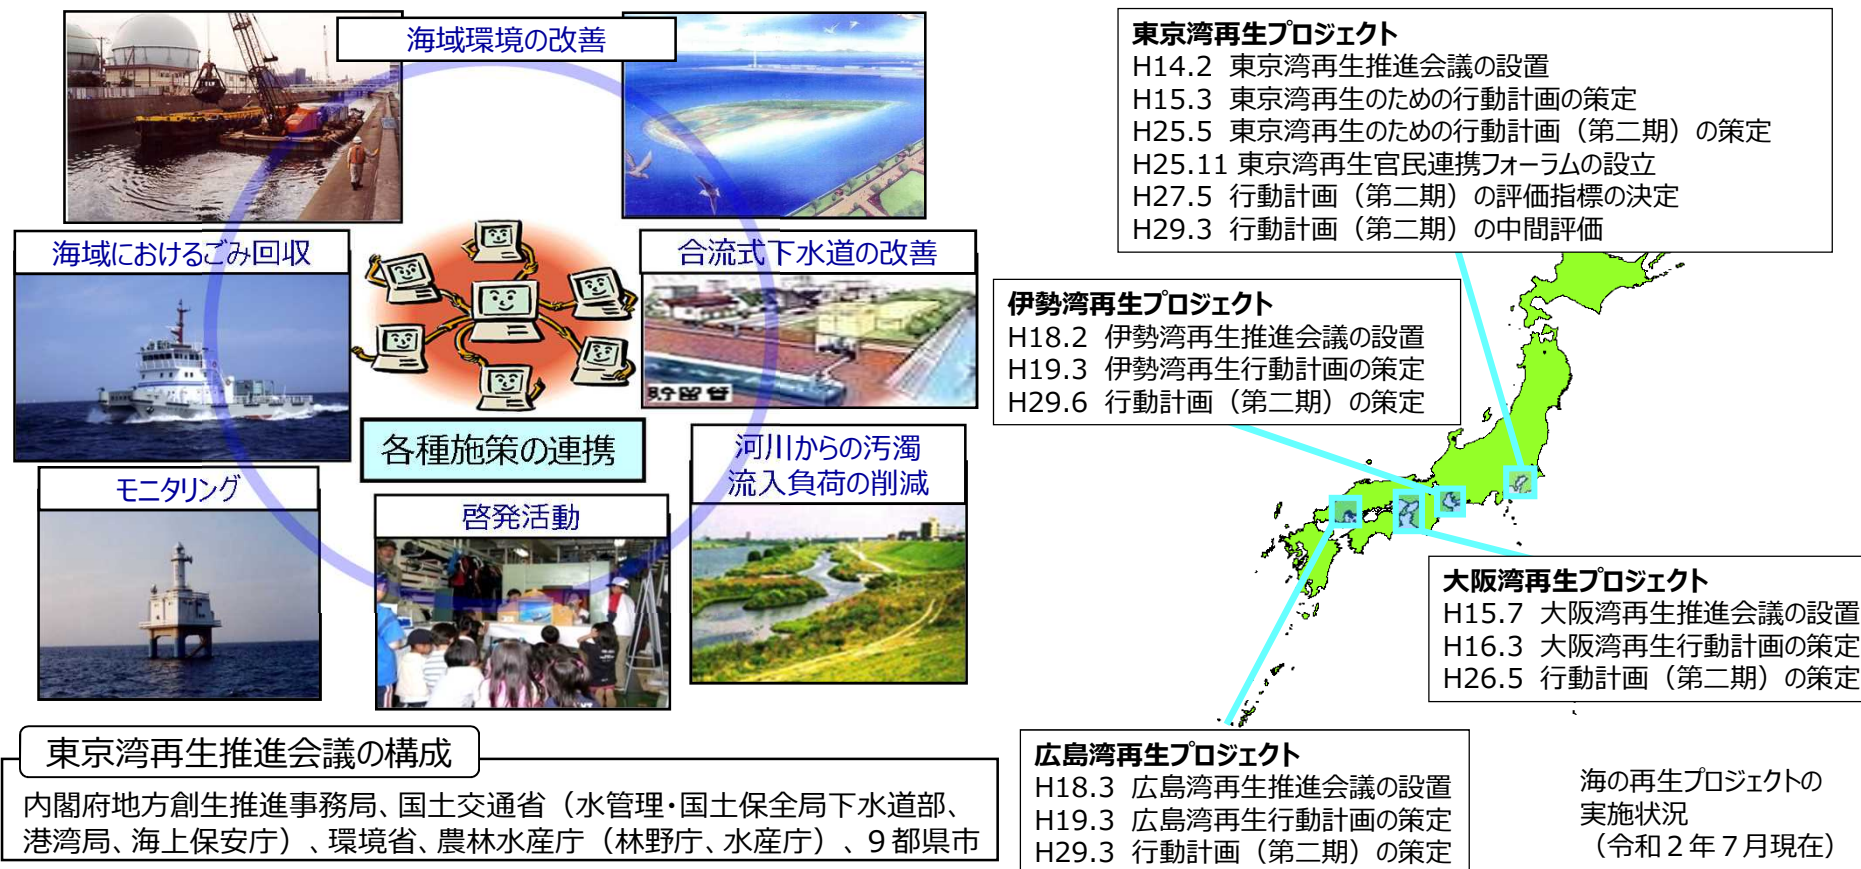 海域環境の改善
海域におけるごみ回収
合流式下水道の改善
貯留管
各種施策の連携
モニタリング
啓発活動
河川からの汚濁
流入負荷の削減
東京湾再生推進会議の構成
内閣府地方創生推進事務局、国土交通省（水管理・国土保全局下水道部、
港湾局、海上保安庁）、環境省、農林水産庁（林野庁、水産庁）、９都県市
東京湾再生プロジェクト
H14.2 東京湾再生推進会議の設置
H15.3 東京湾再生のための行動計画の策定
H25.5 東京湾再生のための行動計画（第二期）の策定
H25.11 東京湾再生官民連携フォーラムの設立
H27.5 行動計画（第二期）の評価指標の決定
H29.3 行動計画（第二期）の中間評価
伊勢湾再生プロジェクト
H18.2 伊勢湾再生推進会議の設置
H19.3 伊勢湾再生行動計画の策定
H29.6 行動計画（第二期）の策定
大阪湾再生プロジェクト
H15.7 大阪湾再生推進会議の設置
H16.3 大阪湾再生行動計画の策定
H26.5 行動計画（第二期）の策定
広島湾再生プロジェクト
H18.3 広島湾再生推進会議の設置
H19.3 広島湾再生行動計画の策定
H29.3 行動計画（第二期）の策定
海の再生プロジェクトの
実施状況
（令和２年７月現在）